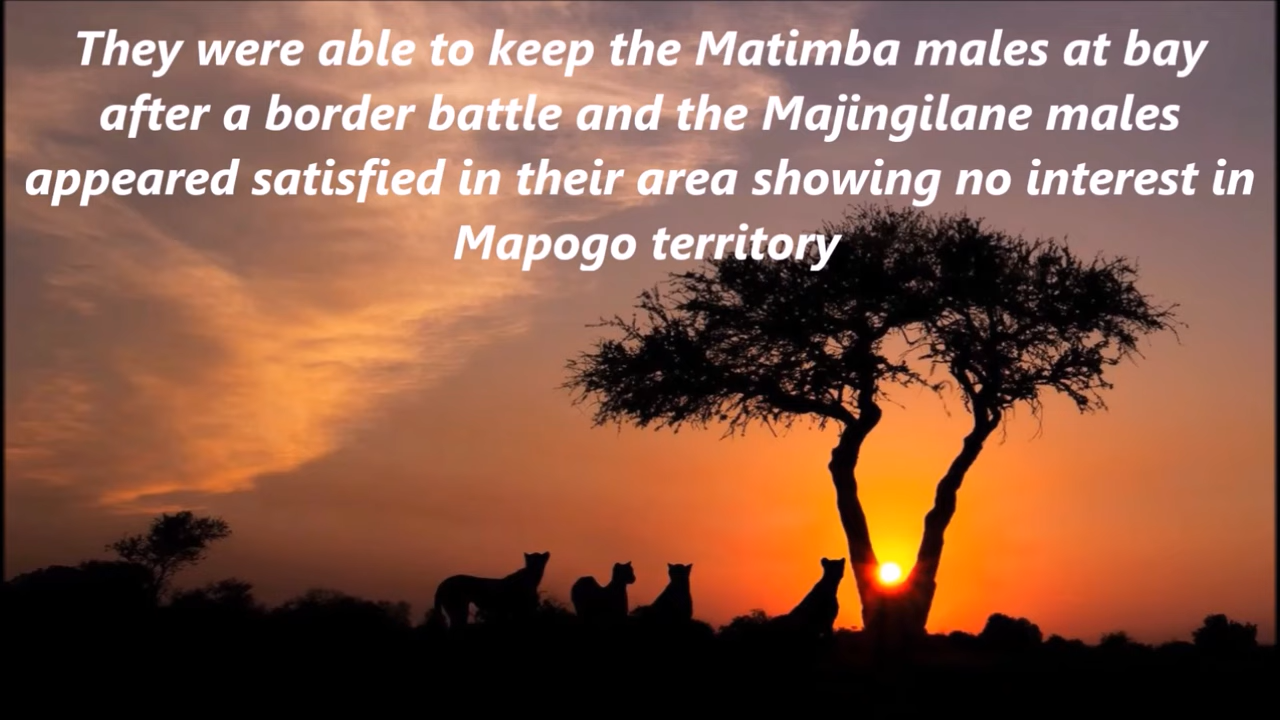 They were able to keep the Matimba males at bay
after a border battle and the Majingilane males
appeared satisfied in their area showing no interest in
Mapogo territory